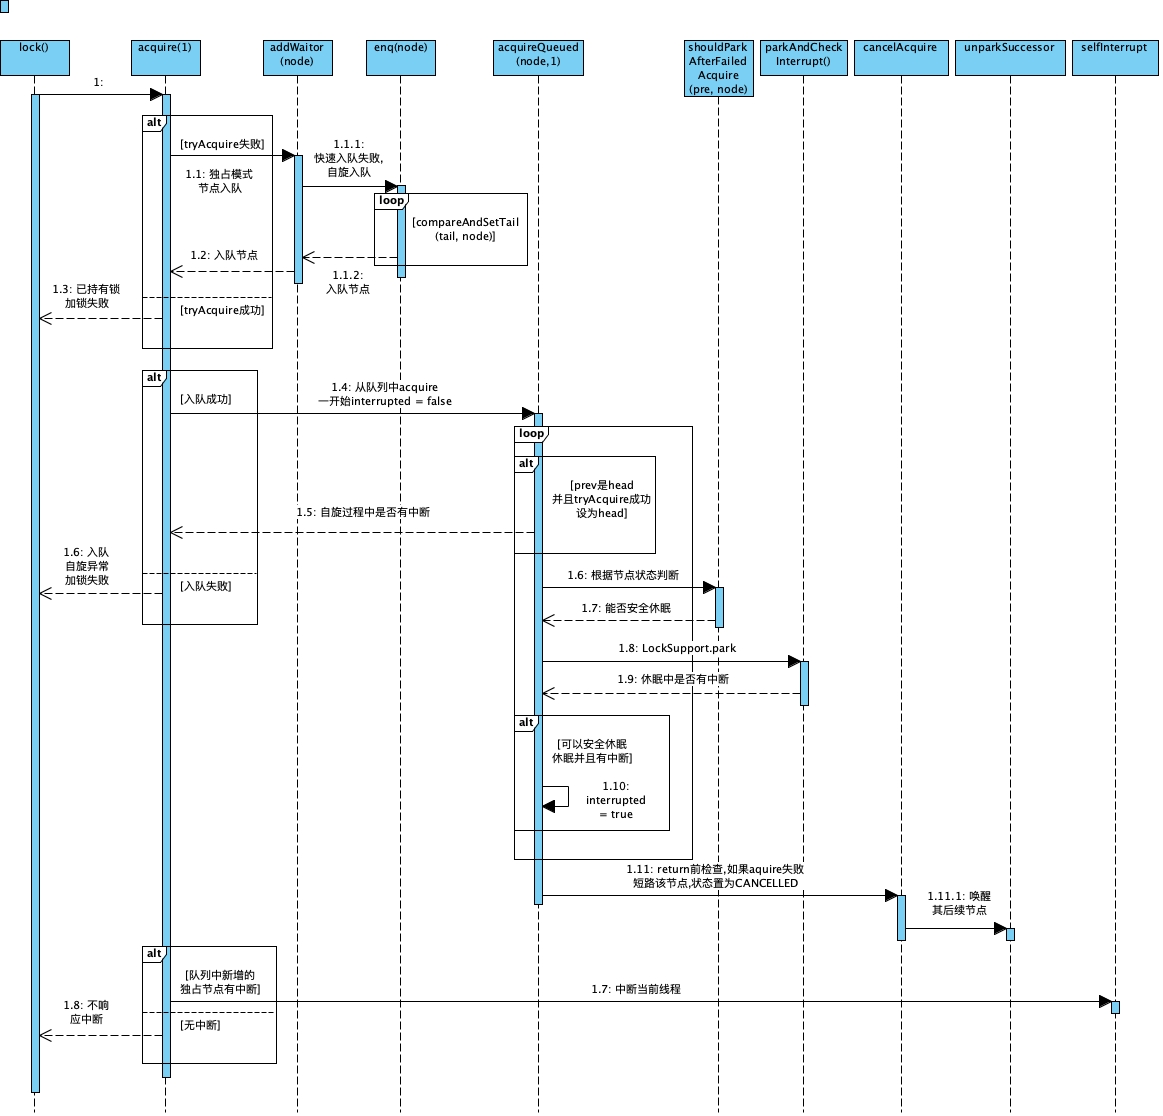 lock()
acquire(1)
addWaitor
(node)
enq(node)
acquireQueued
(node,1)
shouldPark
AfterFailed
Acquire
(pre, node)
parkAndCheck
Interrupt()
cancelAcquire
unparkSuccessor
selfInterrupt
1:
alt
[tryAcquire失败]
1.1: 独占模式
节点入队
1.1.1:
快速入队失败,
自旋入队
loop
[compareAndSetTail
(tail, node)]
1.2: 入队节点
1.1.2:
入队节点
1.3: 已持有锁
加锁失败
[tryAcquire成功]
alt
[入队成功]
1.4: 从队列中acquire
一开始interrupted = false
loop
alt
[prev是head
并且tryAcquire成功
设为head]
1.5: 自旋过程中是否有中断
1.6: 入队
自旋异常
加锁失败
[入队失败]
1.6: 根据节点状态判断
1.7: 能否安全休眠
1.8: LockSupport.park
1.9: 休眠中是否有中断
alt
[可以安全休眠
休眠并且有中断]
1.10:
interrupted
= true
1.11: return前检查,如果aquire失败
短路该节点,状态置为CANCELLED
1.11.1: 唤醒
其后续节点
alt
[队列中新增的
独占节点有中断]
1.7: 中断当前线程
1.8: 不响
应中断
[无中断]